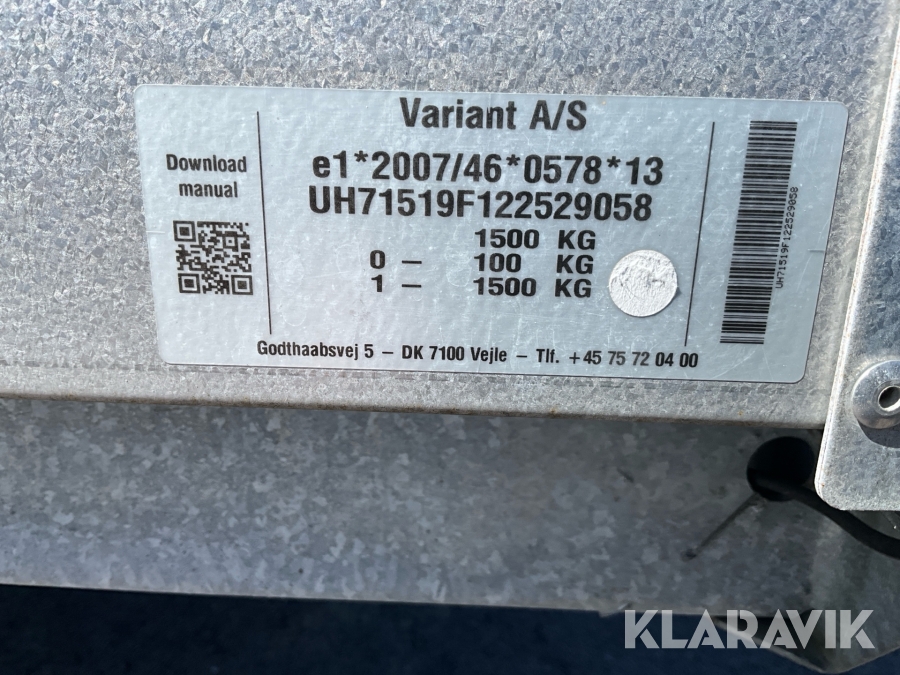 Variant A/S
Download
manual
e1*2007/46*0578*13
UH71519F122529058
1500 KG
0 – 100 KG
1 – 1500 KG
Godthaabsvej 5 – DK 7100 Vejle – Tlf. +45 75 72 04 00
UH71519F122529058
KLARAVIK